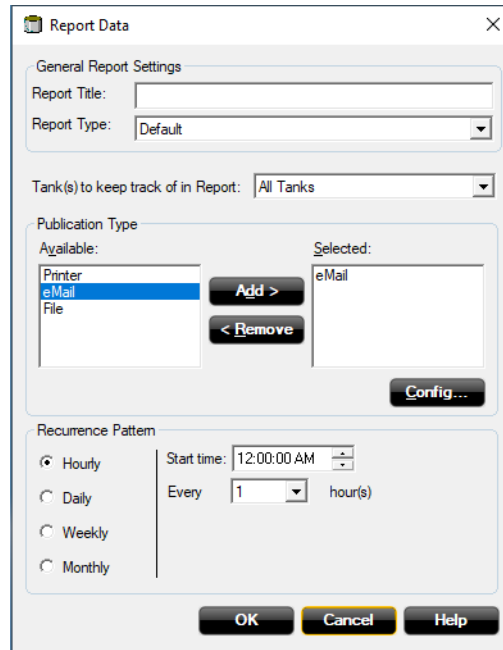 Report Data
General Report Settings
Report Title:
Report Type: Default
Tank(s) to keep track of in Report: All Tanks
Publication Type
Available: Selected:
Printer eMail
eMail Add >
File
< Remove
Config...
Recurrence Pattern
Hourly Start time: 12:00:00 AM
Every 1 hour(s)
Daily
Weekly
Monthly
OK Cancel Help